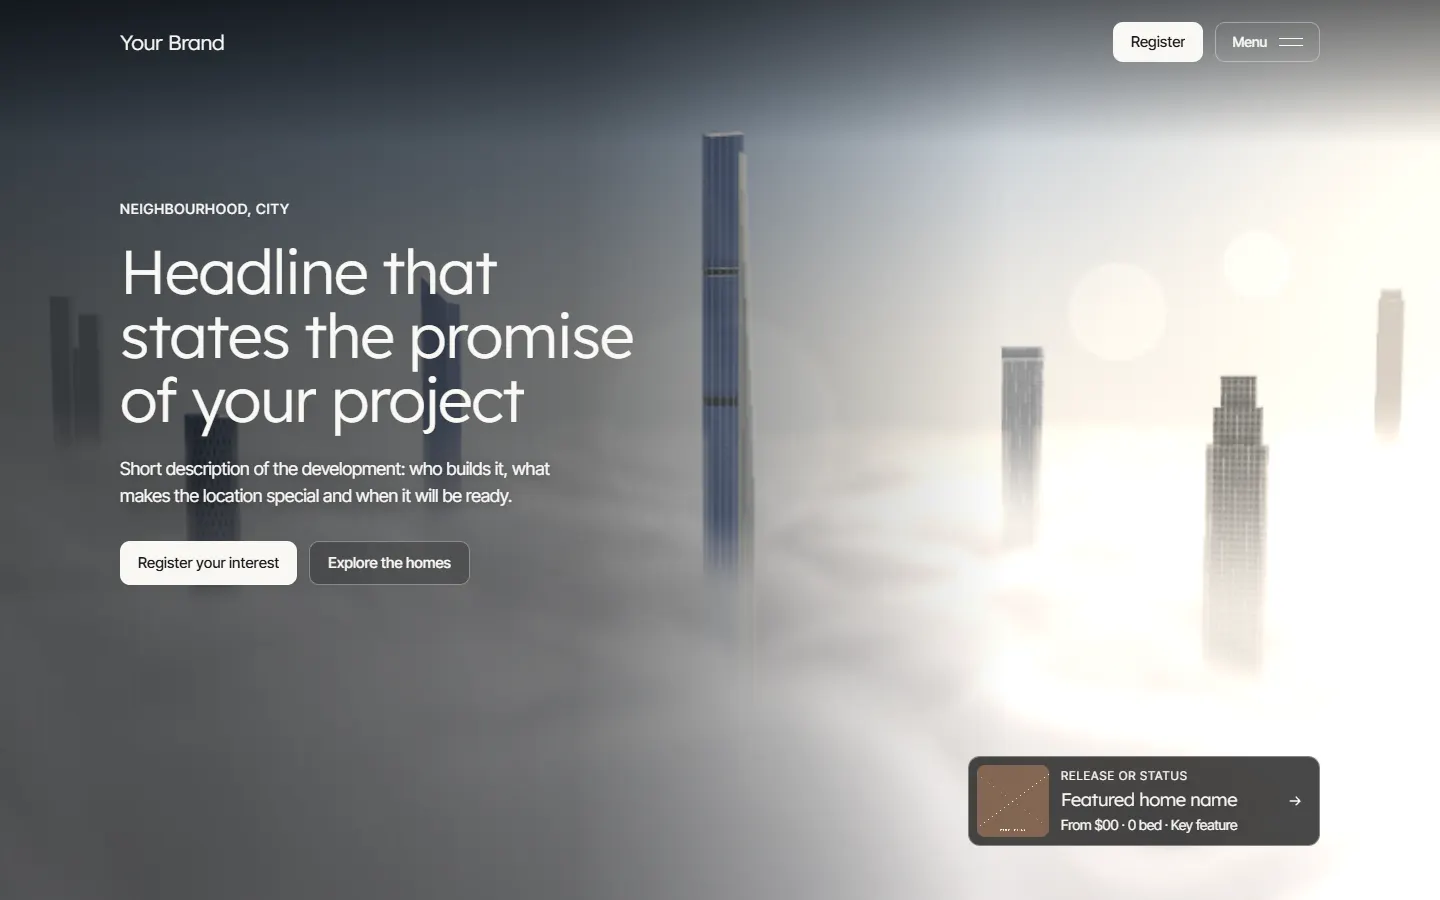 Your Brand
Register
Menu
NEIGHBOURHOOD, CITY
Headline that
states the promise
of your project
Short description of the development: who builds it, what
makes the location special and when it will be ready.
Register your interest
Explore the homes
RELEASE OR STATUS
Featured home name
From $00 · 0 bed · Key feature